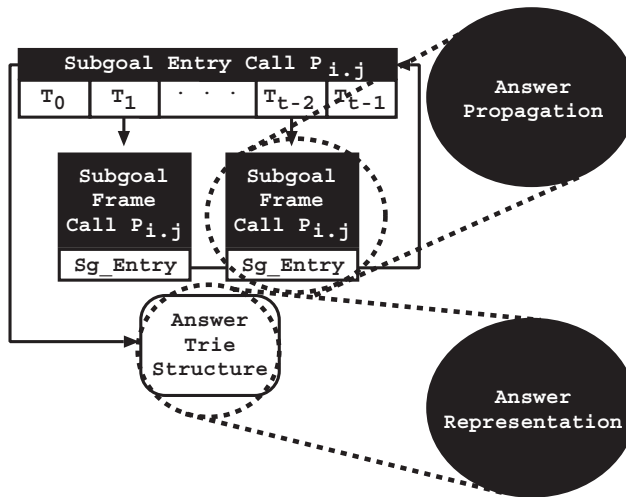 Subgoal Entry Call Pi.j
T0 T1 . . . Tt-2 Tt-1
Subgoal
Frame
Call Pi.j
Sg_Entry
Subgoal
Frame
Call Pi.j
Sg_Entry
Answer
Trie
Structure
Answer
Propagation
Answer
Representation